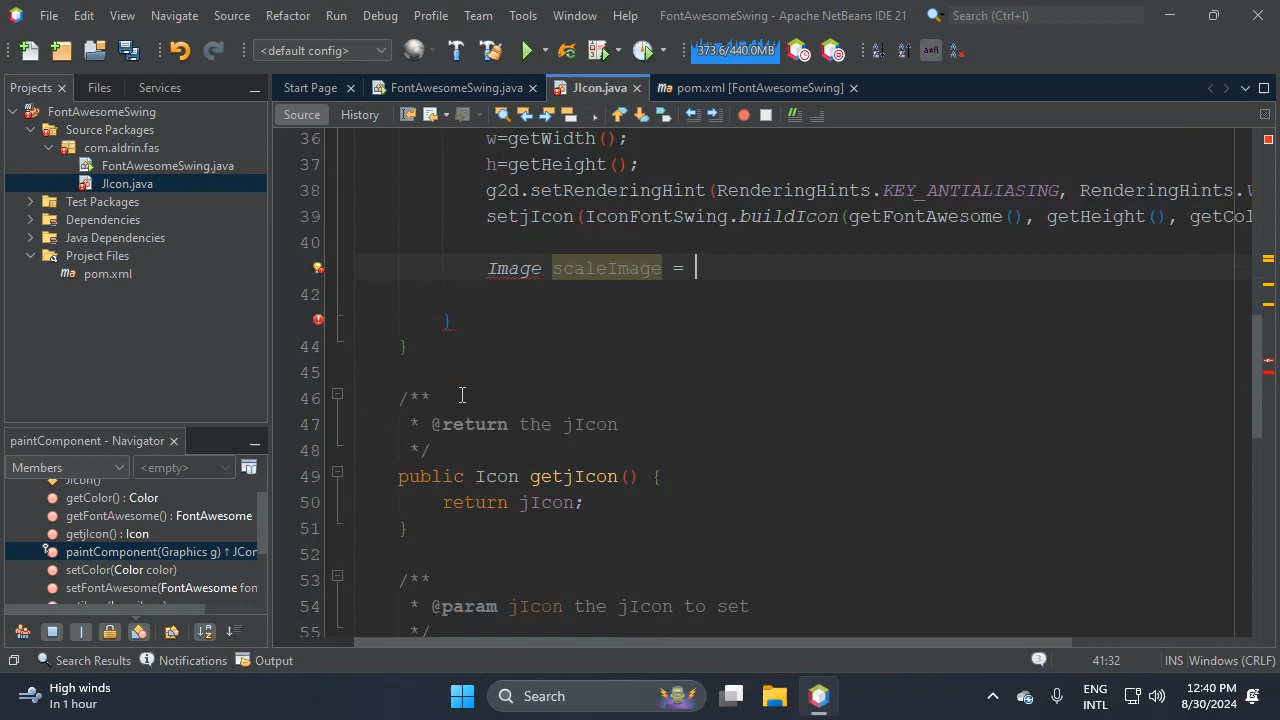 File Edit View Navigate Source Refactor Run Debug Profile Team Tools Window Help FontAwesomeSwing - Apache NetBeans IDE 21 Search (Ctrl+I)
<default config> 373.6/440.0MB
Projects Files Services Start Page FontAwesomeSwing.java JIcon.java pom.xml [FontAwesomeSwing]
Source History
FontAwesomeSwing
Source Packages
com.aldrin.fas
FontAwesomeSwing.java
JIcon.java
Test Packages
Dependencies
Java Dependencies
Project Files
pom.xml
36 w=getWidth();
37 h=getHeight();
38 g2d.setRenderingHint(RenderingHints.KEY_ANTIALIASING, RenderingHints.V
39 setjIcon(IconFontSwing.buildIcon(getFontAwesome(), getHeight(), getCol
40
Image scaleImage =
42
}
44 }
45
46 /**
47 * @return the jIcon
48 */
49 public Icon getjIcon() {
50 return jIcon;
51 }
52
53 /**
54 * @param jIcon the jIcon to set
55 */
paintComponent - Navigator
Members <empty>
JIcon()
getColor() : Color
getFontAwesome() : FontAwesome
getjIcon() : Icon
paintComponent(Graphics g) ↑ JCon
setColor(Color color)
setFontAwesome(FontAwesome fon
Search Results Notifications Output 3 41:32 INS Windows (CRLF)
High winds
In 1 hour
Search
ENG
INTL
12:40 PM
8/30/2024